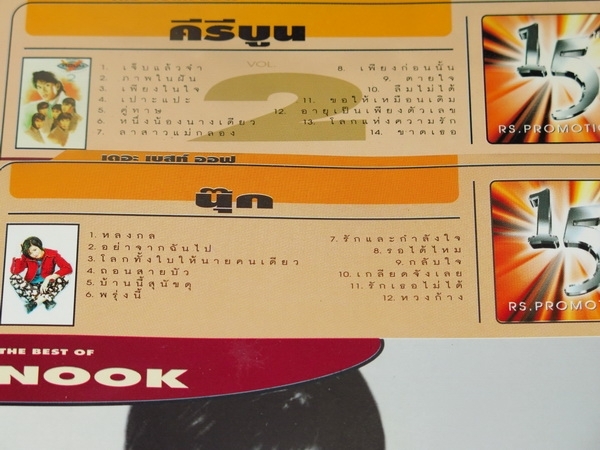 คีรีบูน
VOL.
2
1. เจ็บแล้วจำ
2. ภาพในฝัน
3. เพียงในใจ
4. เปาะแปะ
5. คู่ทาษ
6. หนึ่งน้องนางเดียว
7. ลาสาวแม่กลอง
8. เพียงก่อนนั้น
9. ดายใจ
10. ลืมไม่ได้
11. ขอให้เหมือนเดิม
12. อายุเป็นเพียงตัวเลข
13. โลกแห่งความรัก
14. ขาดเธอ
15
RS. PROMOTI
เดอะ เบสท์ ออฟ
นุ๊ก
1. หลงกล
2. อย่าจากฉันไป
3. โลกทั้งใบให้นายคนเดียว
4. ถอนสายบัว
5. บ้านนี้สุนัขดุ
6. พรุ่งนี้
7. รักและกำลังใจ
8. รอได้ไหม
9. กลับใจ
10. เกลียดจังเลย
11. รักเธอไม่ได้
12. ทวงก้าง
15
RS. PROMO
THE BEST OF
NOOK